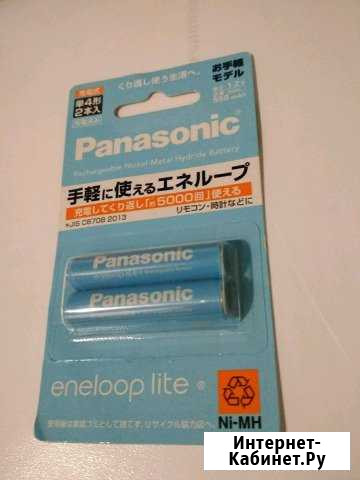 くり返し使う生活へ。
充電式
単4形
2本入
お手軽
モデル
Panasonic
Rechargeable Nickel-Metal Hydride Battery
手軽に使えるエネループ
充電してくり返し「約5000回」使える
*JIS C8708 2013
リモコン・時計などに
Panasonic
Panasonic
eneloop lite®
Ni-MH
Интернет-
Кабинет.Ру